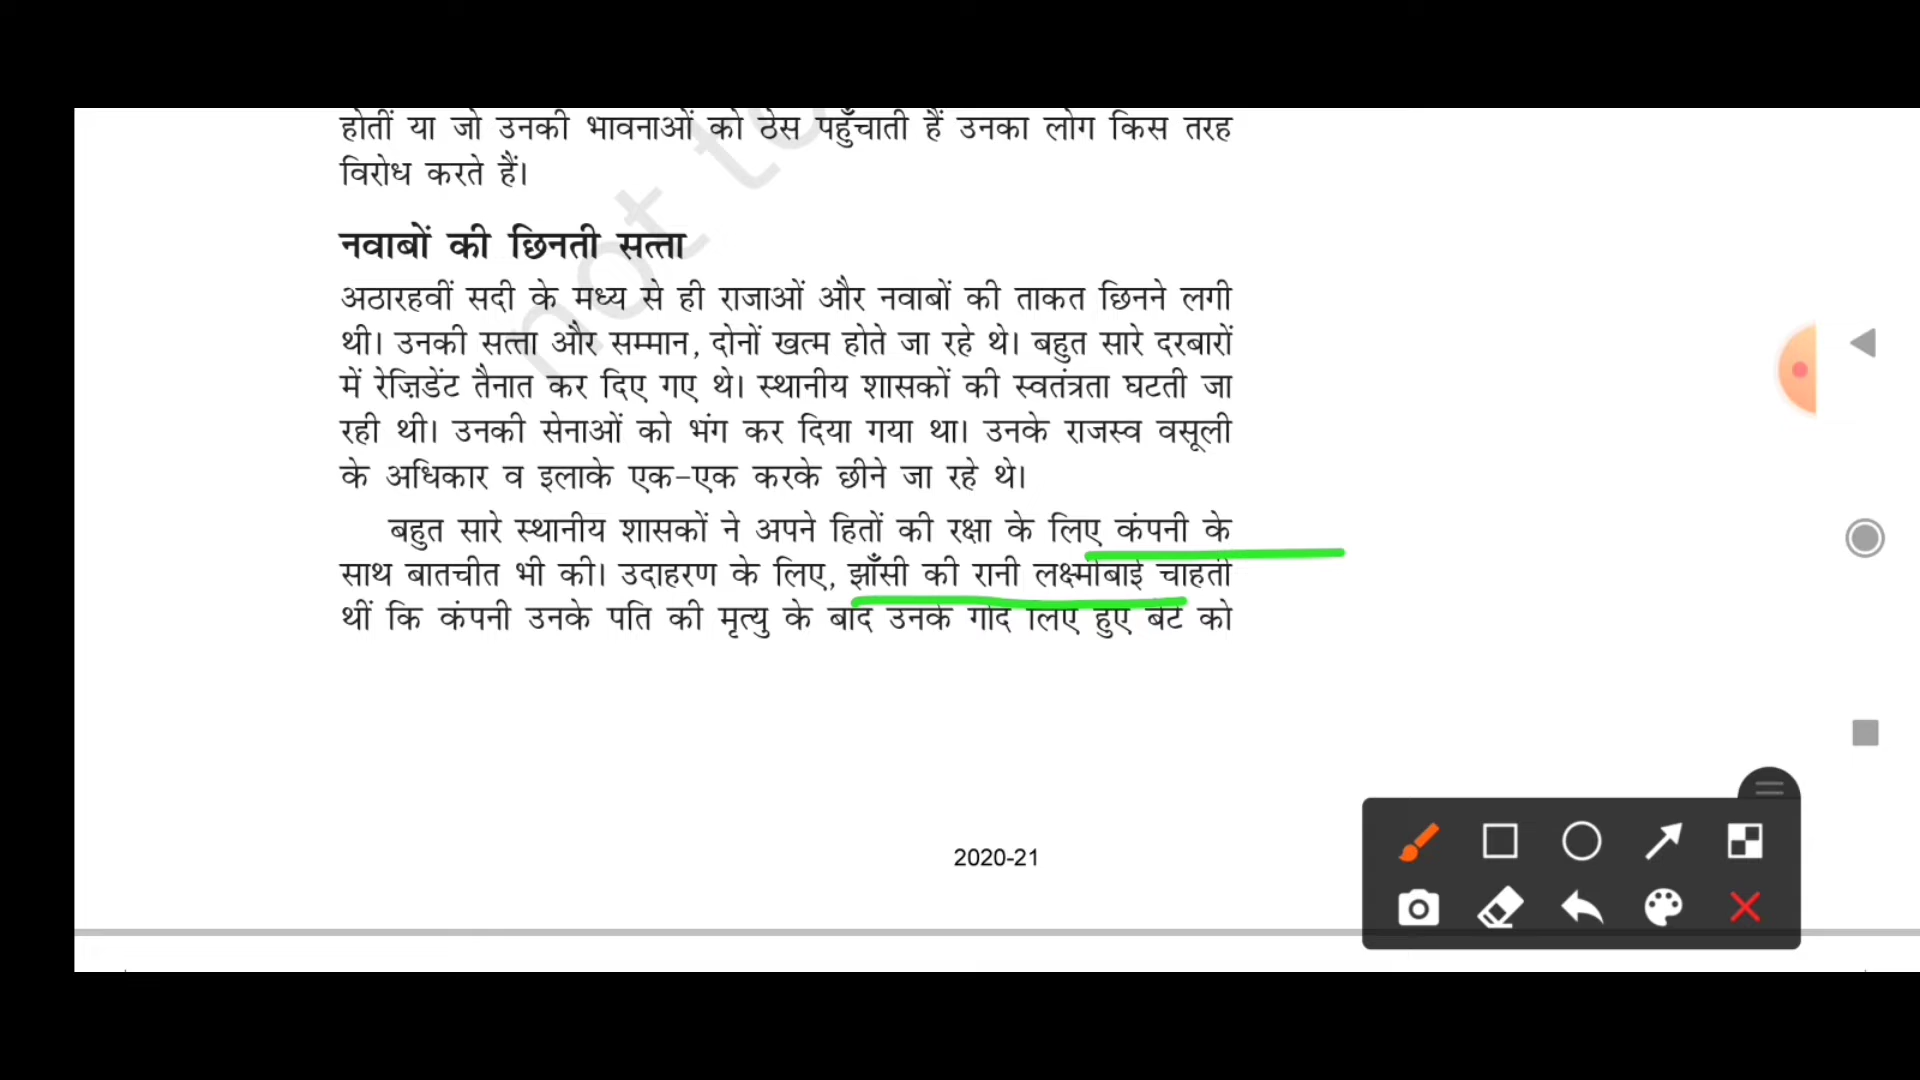 होतीं या जो उनकी भावनाओं को ठेस पहुँचाती हैं उनका लोग किस तरह
विरोध करते हैं।
नवाबों की छिनती सत्ता
अठारहवीं सदी के मध्य से ही राजाओं और नवाबों की ताकत छिनने लगी
थी। उनकी सत्ता और सम्मान, दोनों खत्म होते जा रहे थे। बहुत सारे दरबारों
में रेज़िडेंट तैनात कर दिए गए थे। स्थानीय शासकों की स्वतंत्रता घटती जा
रही थी। उनकी सेनाओं को भंग कर दिया गया था। उनके राजस्व वसूली
के अधिकार व इलाके एक-एक करके छीने जा रहे थे।
बहुत सारे स्थानीय शासकों ने अपने हितों की रक्षा के लिए कंपनी के
साथ बातचीत भी की। उदाहरण के लिए, झाँसी की रानी लक्ष्मीबाई चाहती
थीं कि कंपनी उनके पति की मृत्यु के बाद उनके गोद लिए हुए बेटे को
not to
2020-21